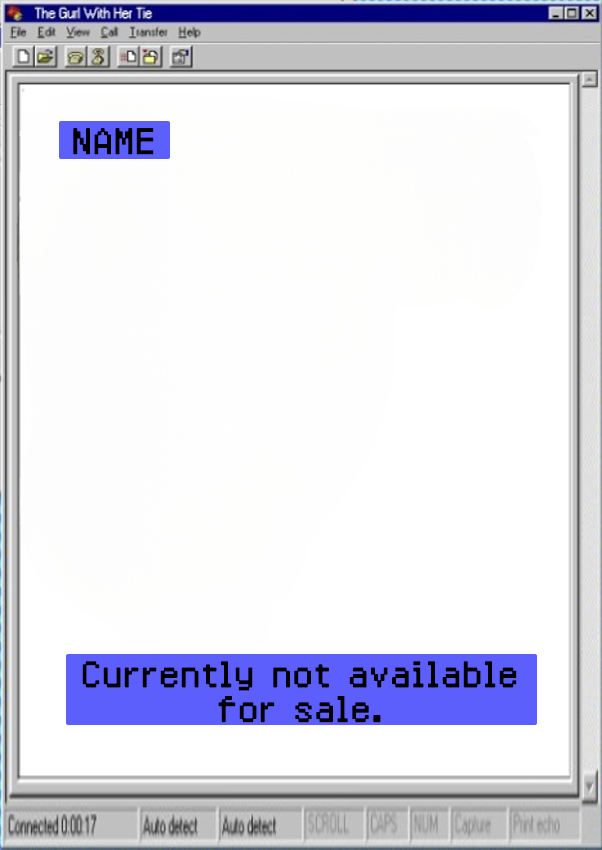 The Gurl With Her Tie
File Edit View Call Transfer Help
NAME
Currently not available
for sale.
Connected 0:00:17 Auto detect Auto detect SCROLL CAPS NUM Capture Print echo